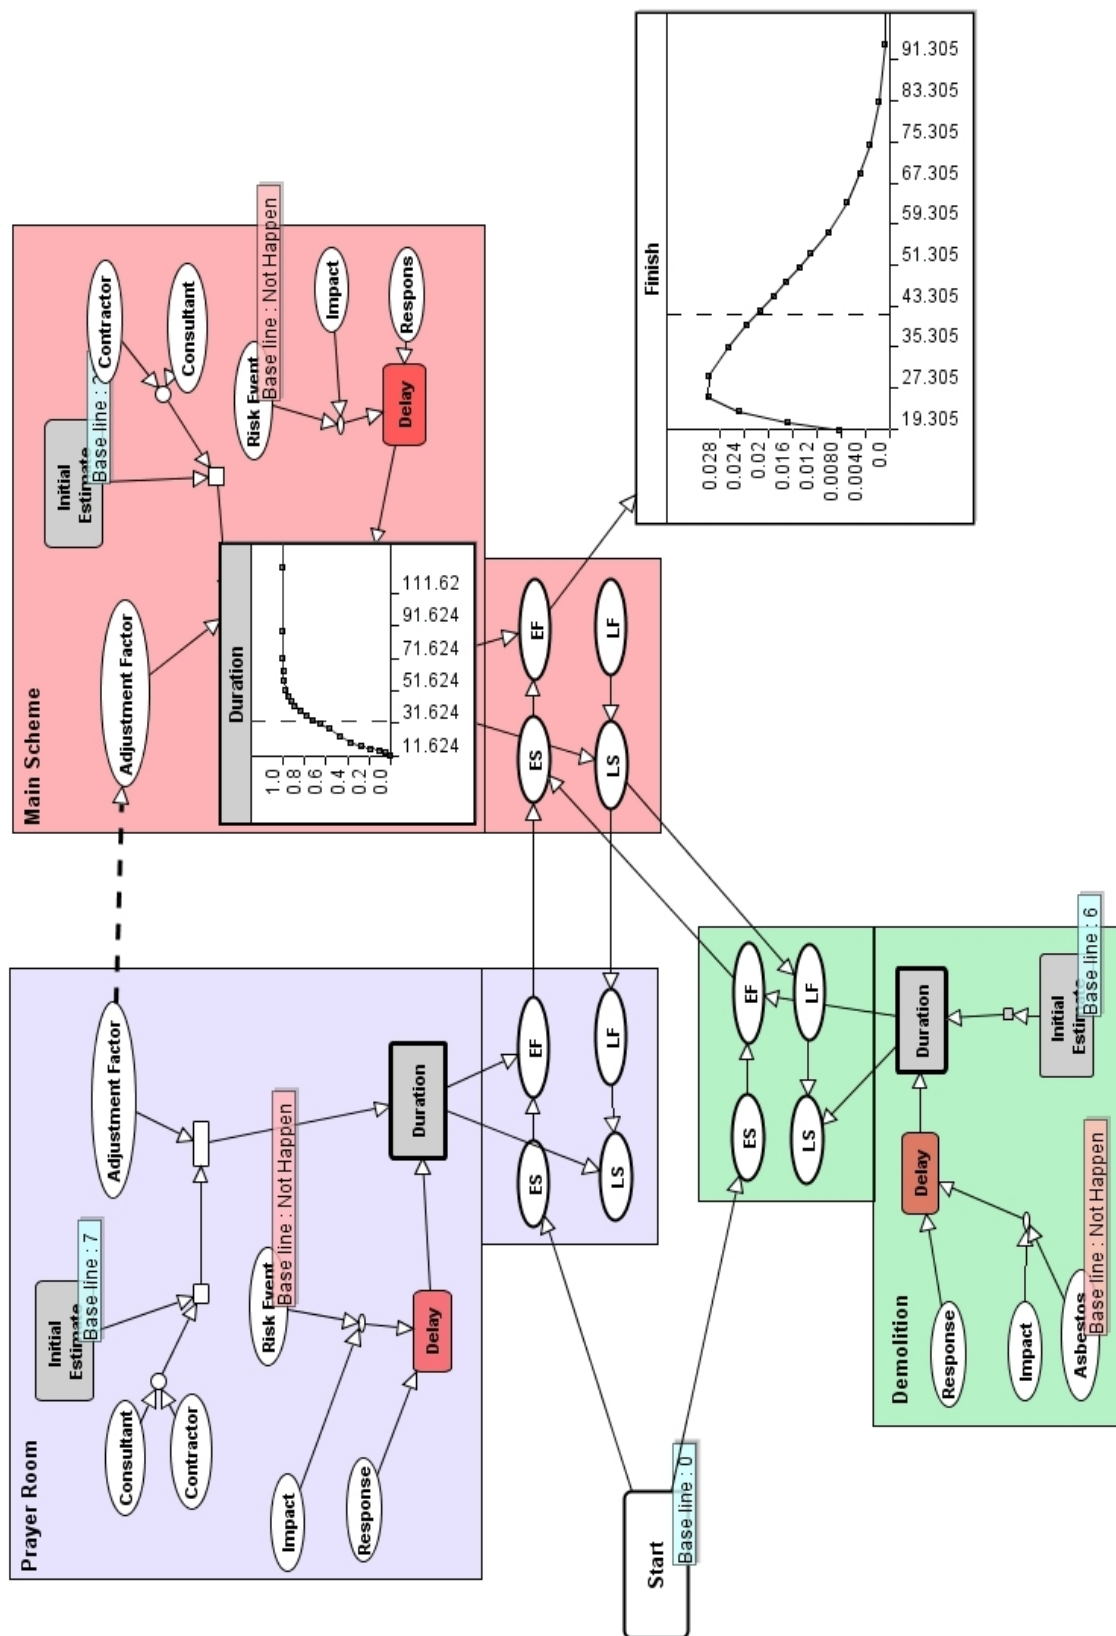 Prayer Room
Initial
Estimate
Base line : 7
Consultant
Contractor
Adjustment Factor
Risk Event
Base line : Not Happen
Impact
Response
Delay
Duration
ES
EF
LS
LF
Main Scheme
Adjustment Factor
Initial
Estimate
Base line : 2
Contractor
Consultant
Risk Event
Base line : Not Happen
Impact
Respons
Delay
Duration
1.0
0.8
0.6
0.4
0.2
0.0
11.624
31.624
51.624
71.624
91.624
111.62
ES
EF
LS
LF
Start
Base line : 0
ES
EF
LS
LF
Demolition
Response
Delay
Duration
Impact
Asbestos
Base line : Not Happen
Initial
Estimate
Base line : 6
Finish
0.028
0.024
0.02
0.016
0.012
0.0080
0.0040
0.0
19.305
27.305
35.305
43.305
51.305
59.305
67.305
75.305
83.305
91.305